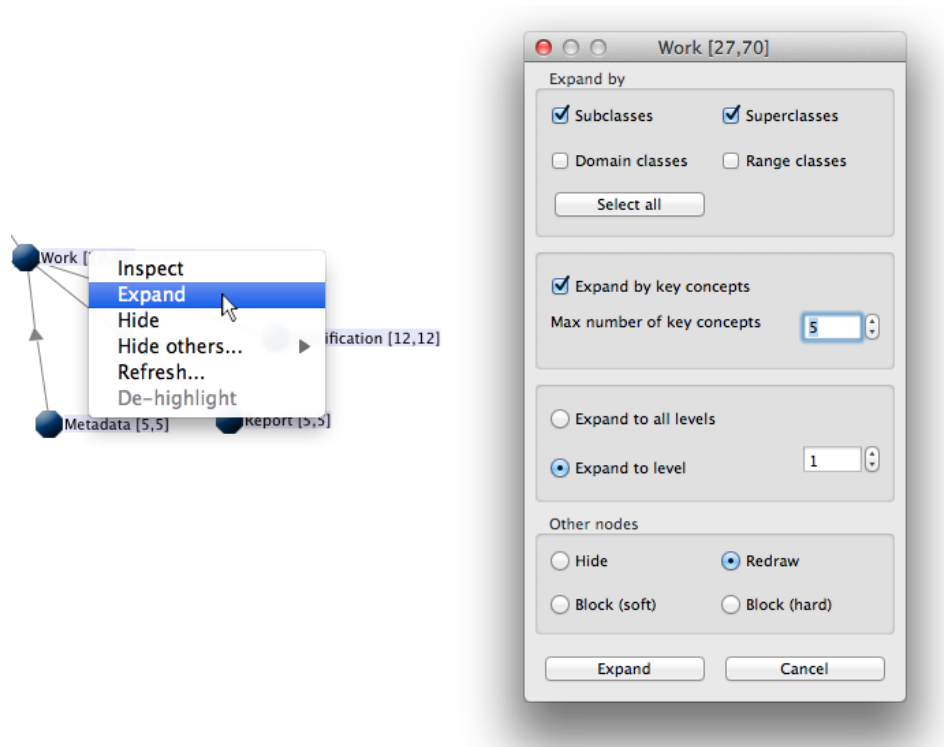 Work [
Inspect
Expand
Hide
Hide others...
Refresh...
De-highlight
ification [12,12]
Metadata [5,5]
Report [5,5]
Work [27,70]
Expand by
Subclasses
Superclasses
Domain classes
Range classes
Select all
Expand by key concepts
Max number of key concepts
5
Expand to all levels
Expand to level
1
Other nodes
Hide
Redraw
Block (soft)
Block (hard)
Expand
Cancel